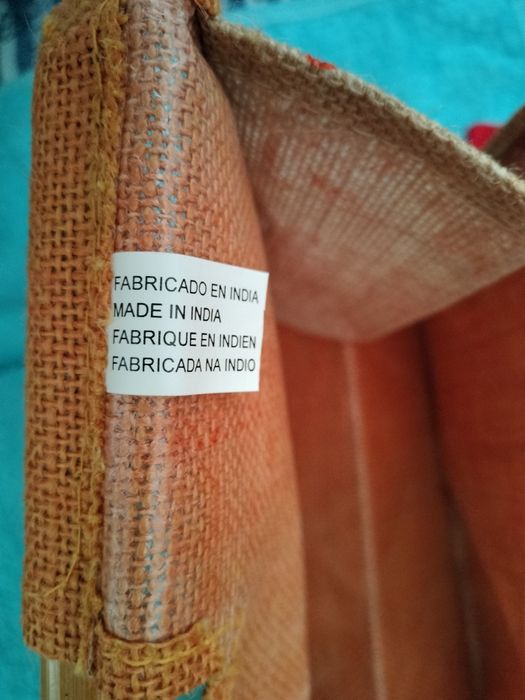 FABRICADO EN INDIA
MADE IN INDIA
FABRIQUE EN INDIEN
FABRICADA NA INDIO